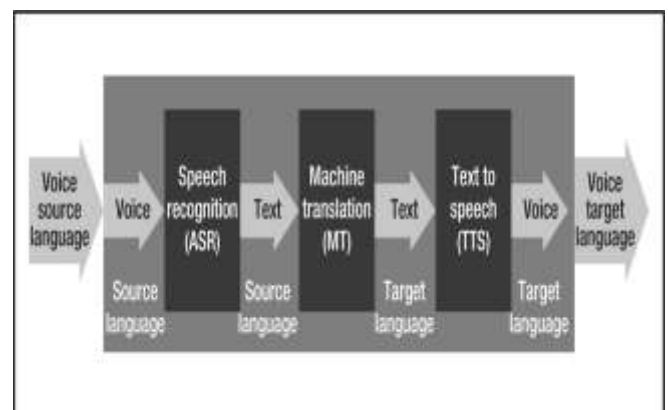 Voice
source
language
Voice
Source
language
Speech
recognition
(ASR)
Text
Source
language
Machine
translation
(MT)
Text
Target
language
Text to
speech
(TTS)
Voice
Target
language
Voice
target
language